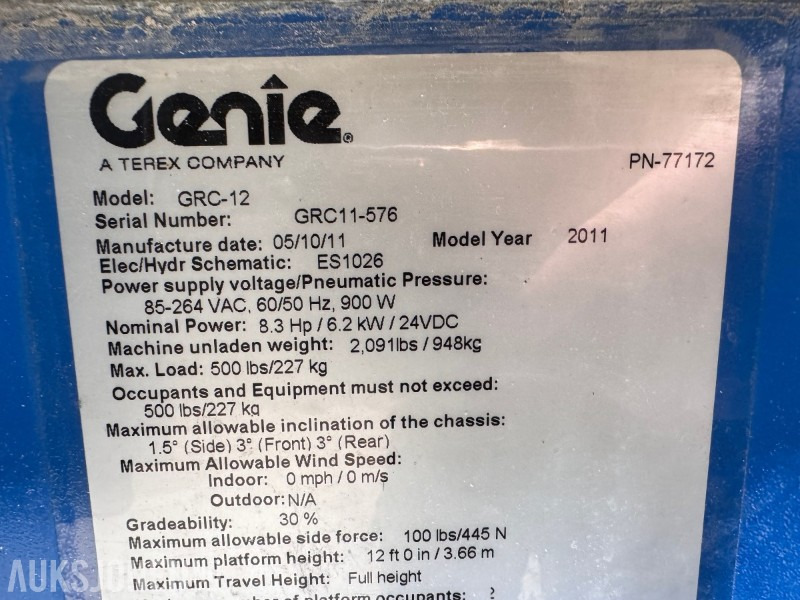 Genie®
A TEREX COMPANY
PN-77172
Model: GRC-12
Serial Number: GRC11-576
Manufacture date: 05/10/11 Model Year 2011
Elec/Hydr Schematic: ES1026
Power supply voltage/Pneumatic Pressure:
85-264 VAC, 60/50 Hz, 900 W
Nominal Power: 8.3 Hp / 6.2 kW / 24VDC
Machine unladen weight: 2,091lbs / 948kg
Max. Load: 500 lbs/227 kg
Occupants and Equipment must not exceed:
500 lbs/227 kg
Maximum allowable inclination of the chassis:
1.5° (Side) 3° (Front) 3° (Rear)
Maximum Allowable Wind Speed:
Indoor: 0 mph / 0 m/s
Outdoor: N/A
Gradeability: 30 %
Maximum allowable side force: 100 lbs/445 N
Maximum platform height: 12 ft 0 in / 3.66 m
Maximum Travel Height: Full height
Maximum number of platform occupants: